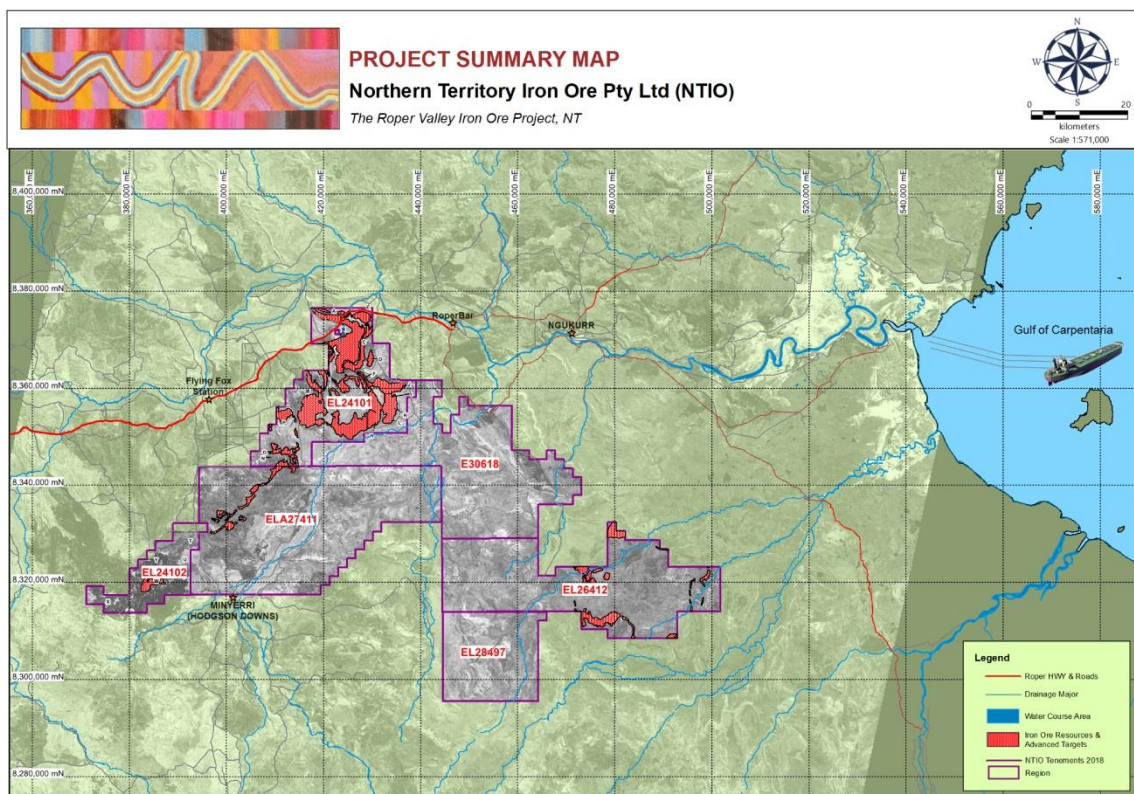 PROJECT SUMMARY MAP
Northern Territory Iron Ore Pty Ltd (NTIO)
The Roper Valley Iron Ore Project, NT
N
W
E
S
0
20
kilometers
Scale 1:571,000
360,000 mE
380,000 mE
400,000 mE
420,000 mE
440,000 mE
460,000 mE
480,000 mE
500,000 mE
520,000 mE
540,000 mE
560,000 mE
580,000 mE
8,400,000 mN
8,380,000 mN
8,360,000 mN
8,340,000 mN
8,320,000 mN
8,300,000 mN
8,280,000 mN
RoperBar
NGUKURR
Gulf of Carpentaria
Flying Fox
Station
EL24101
E30618
ELA27411
EL24102
EL26412
MINYERRI
(HODGSON DOWNS)
EL28497
Legend
Roper HWY & Roads
Drainage Major
Water Course Area
Iron Ore Resources &
Advanced Targets
NTIO Tenements 2018
Region